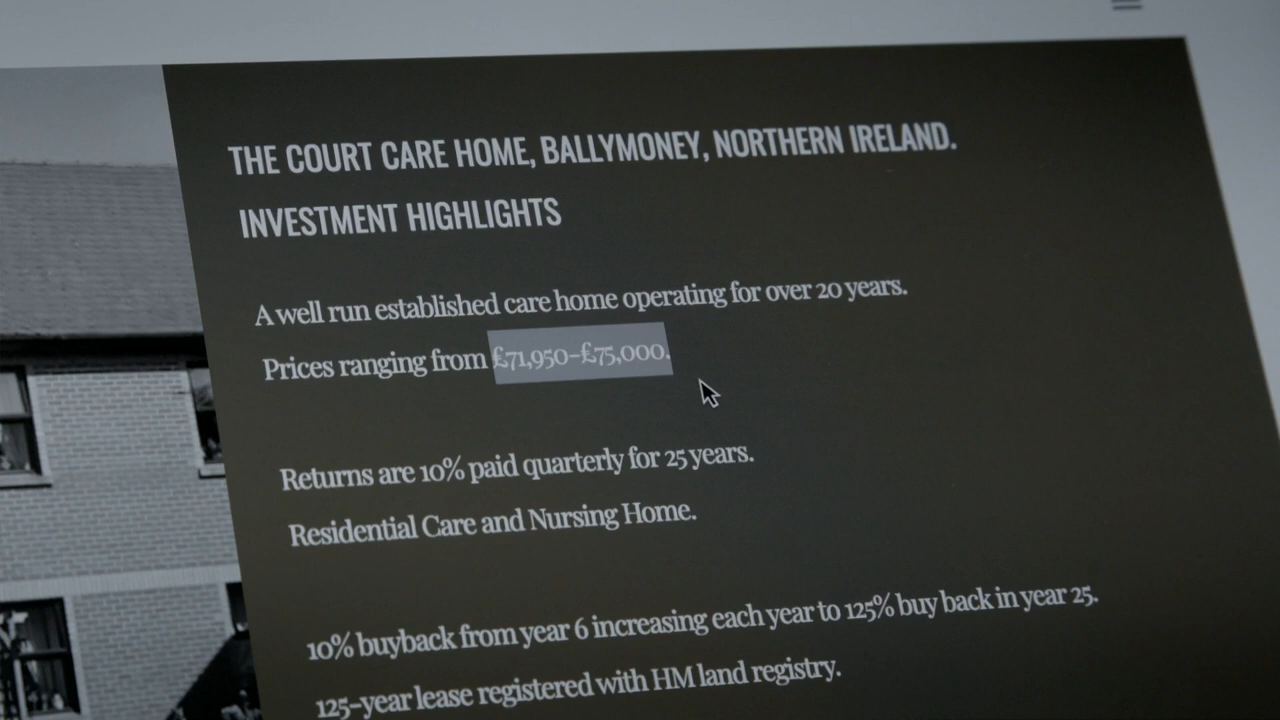 THE COURT CARE HOME, BALLYMONEY, NORTHERN IRELAND.
INVESTMENT HIGHLIGHTS
A well run established care home operating for over 20 years.
Prices ranging from £71,950–£75,000.
Returns are 10% paid quarterly for 25 years.
Residential Care and Nursing Home.
10% buyback from year 6 increasing each year to 125% buy back in year 25.
125-year lease registered with HM land registry.